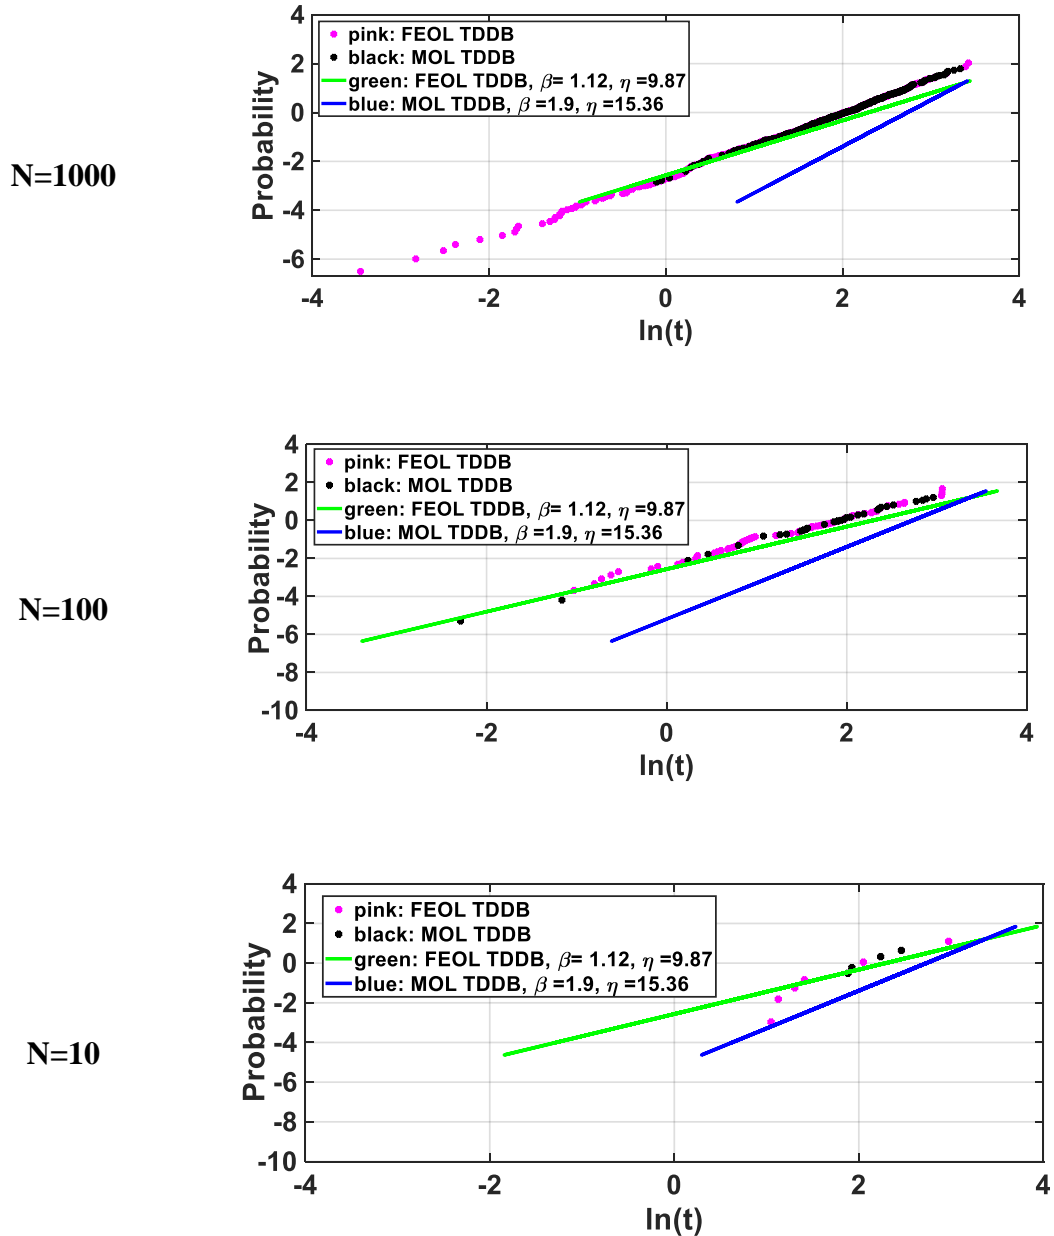 N=1000
Probability
4
2
0
-2
-4
-6
pink: FEOL TDDB
black: MOL TDDB
green: FEOL TDDB, β= 1.12, η =9.87
blue: MOL TDDB, β =1.9, η =15.36
-4 -2 0 2 4
ln(t)
N=100
Probability
4
2
0
-2
-4
-6
-8
-10
pink: FEOL TDDB
black: MOL TDDB
green: FEOL TDDB, β= 1.12, η =9.87
blue: MOL TDDB, β =1.9, η =15.36
-4 -2 0 2 4
ln(t)
N=10
Probability
4
2
0
-2
-4
-6
-8
-10
pink: FEOL TDDB
black: MOL TDDB
green: FEOL TDDB, β= 1.12, η =9.87
blue: MOL TDDB, β =1.9, η =15.36
-4 -2 0 2 4
ln(t)